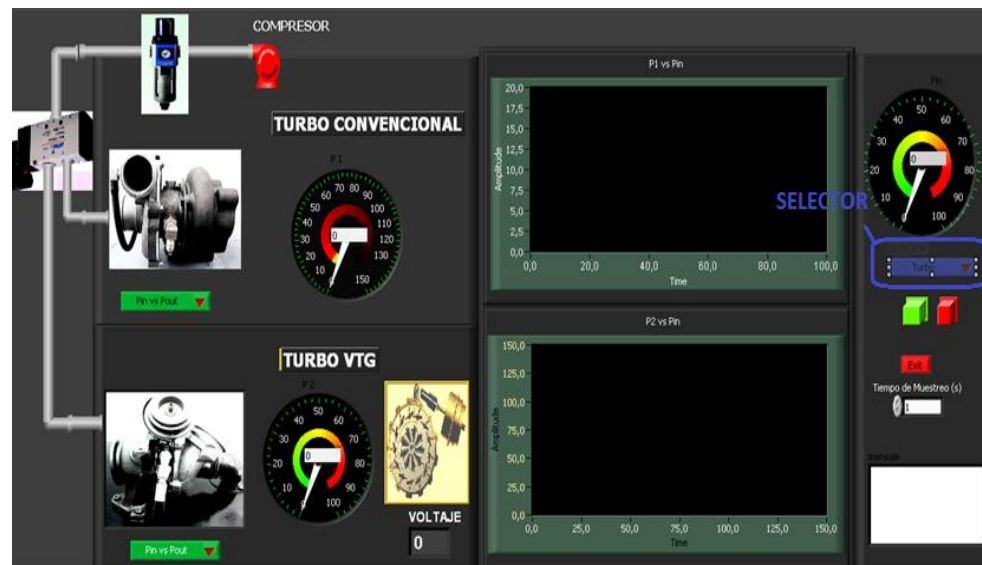 COMPRESOR
TURBO CONVENCIONAL
P 1
0 10 20 30 40 50 60 70 80 90 100 110 120 130 150
0
Pin vs Pout
TURBO VTG
P 2
0 10 20 30 40 50 60 70 80 90 100
0
VOLTAJE
0
Pin vs Pout
P1 vs Pin
Amplitude
20,0
17,5
15,0
12,5
10,0
7,5
5,0
2,5
0,0
0,0 20,0 40,0 60,0 80,0 100,0
Time
P2 vs Pin
Amplitude
150,0
125,0
100,0
75,0
50,0
25,0
0,0
0,0 25,0 50,0 75,0 100,0 125,0 150,0
Time
Pin
0 10 20 30 40 50 60 70 80 90 100
0
SELECTOR
Turbo
Exit
Tiempo de Muestreo (s)
1
mensaje